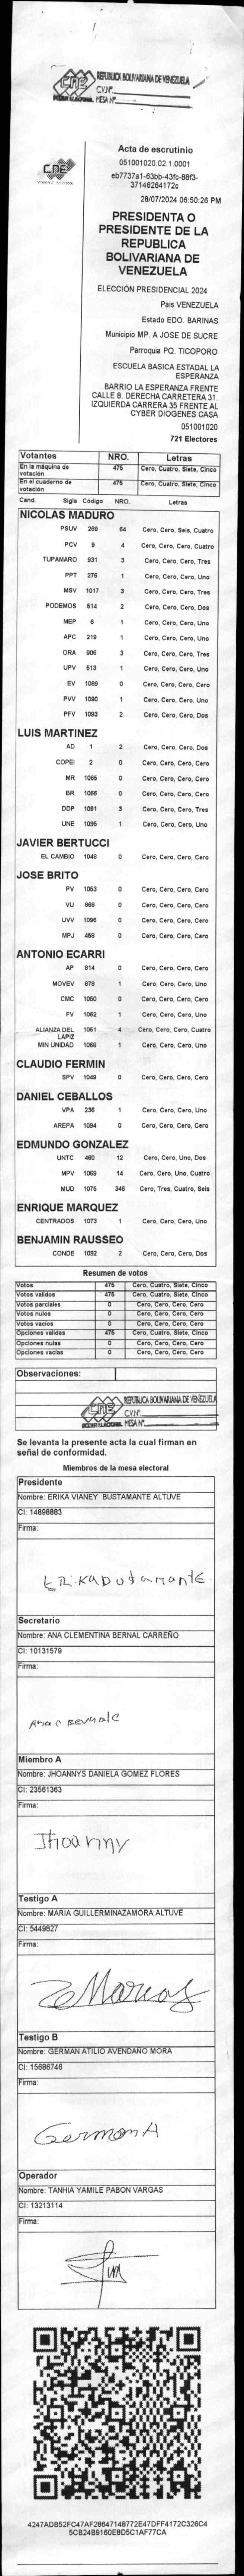 REPUBLICA BOLIVARIANA DE VENEZUELA
CNE
C.V.Nº
PODER ELECTORAL MESA Nº
Acta de escrutinio
051001020.02.1.0001
eb7737a1-63bb-43fc-88f3-
37146264172c
28/07/2024 06:50:26 PM
CNE
PRESIDENTA O
PRESIDENTE DE LA
REPUBLICA
BOLIVARIANA DE
VENEZUELA
ELECCIÓN PRESIDENCIAL 2024
Pais VENEZUELA
Estado EDO. BARINAS
Municipio MP. A JOSE DE SUCRE
Parroquia PQ. TICOPORO
ESCUELA BASICA ESTADAL LA
ESPERANZA
BARRIO LA ESPERANZA FRENTE
CALLE 8. DERECHA CARRETERA 31.
IZQUIERDA CARRERA 35 FRENTE AL
CYBER DIOGENES CASA
051001020
721 Electores
Votantes NRO. Letras
En la máquina de votación 475 Cero, Cuatro, Siete, Cinco
En el cuaderno de votación 475 Cero, Cuatro, Siete, Cinco
Cand. Sigla Código NRO. Letras
NICOLAS MADURO
PSUV 269 64 Cero, Cero, Seis, Cuatro
PCV 9 4 Cero, Cero, Cero, Cuatro
TUPAMARO 931 3 Cero, Cero, Cero, Tres
PPT 276 1 Cero, Cero, Cero, Uno
MSV 1017 3 Cero, Cero, Cero, Tres
PODEMOS 514 2 Cero, Cero, Cero, Dos
MEP 6 1 Cero, Cero, Cero, Uno
APC 219 1 Cero, Cero, Cero, Uno
ORA 906 3 Cero, Cero, Cero, Tres
UPV 513 1 Cero, Cero, Cero, Uno
EV 1089 0 Cero, Cero, Cero, Cero
PVV 1090 1 Cero, Cero, Cero, Uno
PFV 1093 2 Cero, Cero, Cero, Dos
LUIS MARTINEZ
AD 1 2 Cero, Cero, Cero, Dos
COPEI 2 0 Cero, Cero, Cero, Cero
MR 1065 0 Cero, Cero, Cero, Cero
BR 1066 0 Cero, Cero, Cero, Cero
DDP 1091 3 Cero, Cero, Cero, Tres
UNE 1095 1 Cero, Cero, Cero, Uno
JAVIER BERTUCCI
EL CAMBIO 1048 0 Cero, Cero, Cero, Cero
JOSE BRITO
PV 1053 0 Cero, Cero, Cero, Cero
VU 868 0 Cero, Cero, Cero, Cero
UVV 1096 0 Cero, Cero, Cero, Cero
MPJ 458 0 Cero, Cero, Cero, Cero
ANTONIO ECARRI
AP 814 0 Cero, Cero, Cero, Cero
MOVEV 878 1 Cero, Cero, Cero, Uno
CMC 1050 0 Cero, Cero, Cero, Cero
FV 1062 1 Cero, Cero, Cero, Uno
ALIANZA DEL LAPIZ 1051 4 Cero, Cero, Cero, Cuatro
MIN UNIDAD 1068 1 Cero, Cero, Cero, Uno
CLAUDIO FERMIN
SPV 1049 0 Cero, Cero, Cero, Cero
DANIEL CEBALLOS
VPA 236 1 Cero, Cero, Cero, Uno
AREPA 1094 0 Cero, Cero, Cero, Cero
EDMUNDO GONZALEZ
UNTC 460 12 Cero, Cero, Uno, Dos
MPV 1069 14 Cero, Cero, Uno, Cuatro
MUD 1075 346 Cero, Tres, Cuatro, Seis
ENRIQUE MARQUEZ
CENTRADOS 1073 1 Cero, Cero, Cero, Uno
BENJAMIN RAUSSEO
CONDE 1092 2 Cero, Cero, Cero, Dos
Resumen de votos
Votos 475 Cero, Cuatro, Siete, Cinco
Votos validos 475 Cero, Cuatro, Siete, Cinco
Votos parciales 0 Cero, Cero, Cero, Cero
Votos nulos 0 Cero, Cero, Cero, Cero
Votos vacios 0 Cero, Cero, Cero, Cero
Opciones validas 475 Cero, Cuatro, Siete, Cinco
Opciones nulas 0 Cero, Cero, Cero, Cero
Opciones vacias 0 Cero, Cero, Cero, Cero
Observaciones:
REPUBLICA BOLIVARIANA DE VENEZUELA
CNE
C.V.Nº
PODER ELECTORAL MESA Nº
Se levanta la presente acta la cual firman en
señal de conformidad.
Miembros de la mesa electoral
Presidente
Nombre: ERIKA VIANEY BUSTAMANTE ALTUVE
CI: 14898883
Firma:
Secretario
Nombre: ANA CLEMENTINA BERNAL CARREÑO
CI: 10131579
Firma:
Ana C Bernale
Miembro A
Nombre: JHOANNYS DANIELA GOMEZ FLORES
CI: 23561363
Firma:
Jhoanny
Testigo A
Nombre: MARIA GUILLERMINAZAMORA ALTUVE
CI: 5449827
Firma:
Testigo B
Nombre: GERMAN ATILIO AVENDANO MORA
CI: 15686746
Firma:
German A
Operador
Nombre: TANHIA YAMILE PABON VARGAS
CI: 13213114
Firma:
4247ADB52FC47AF28647148772E47DFF4172C326C4
5CB24B9160E8D5C1AF77CA